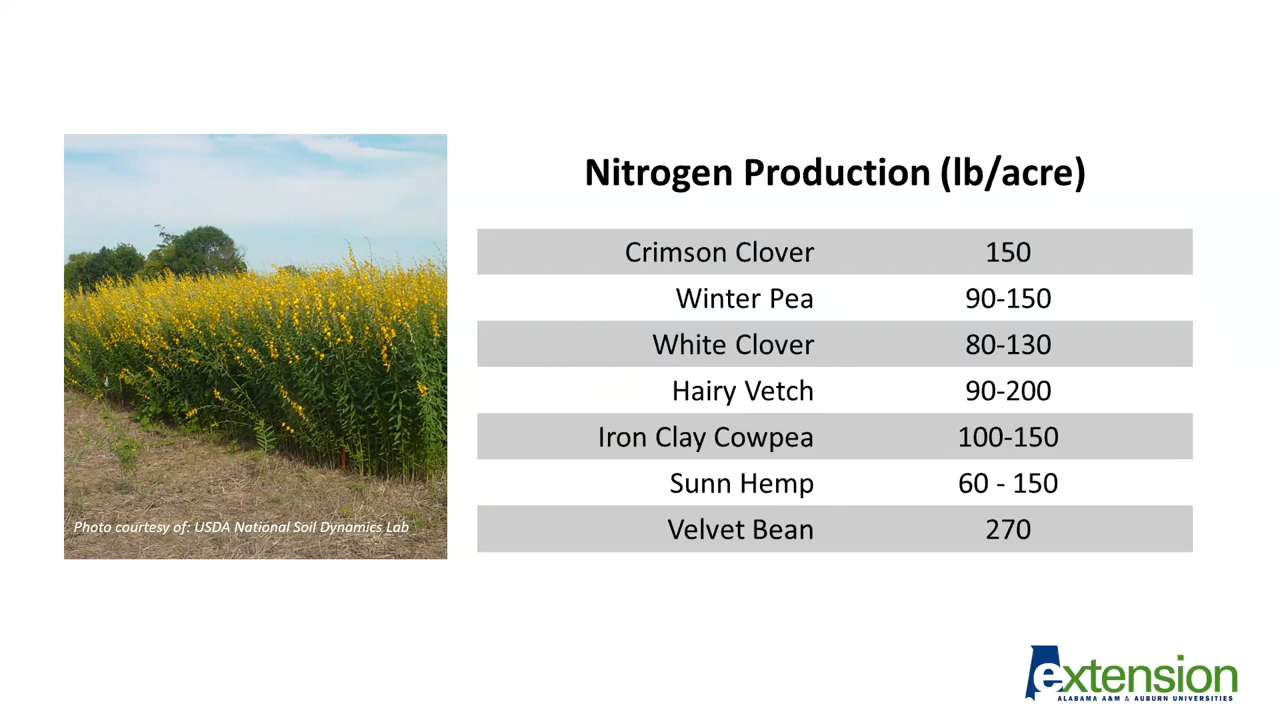 Nitrogen Production (lb/acre)
Crimson Clover 150
Winter Pea 90-150
White Clover 80-130
Hairy Vetch 90-200
Iron Clay Cowpea 100-150
Sunn Hemp 60 - 150
Velvet Bean 270
Photo courtesy of: USDA National Soil Dynamics Lab
extension
ALABAMA A&M & AUBURN UNIVERSITIES